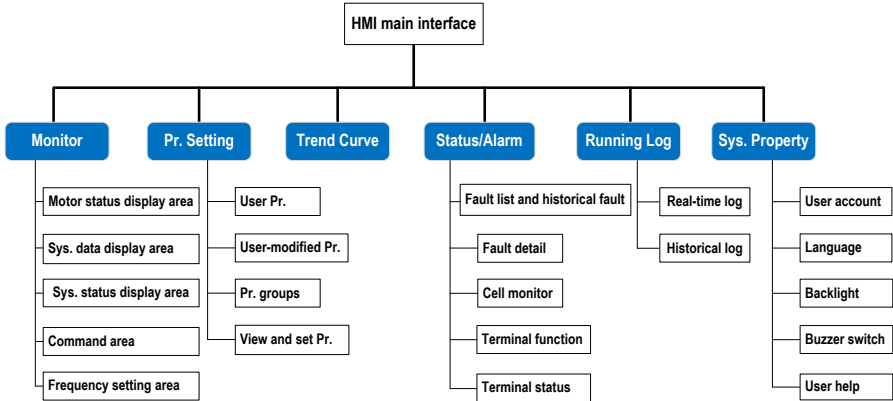 HMI main interface
Monitor
Pr. Setting
Trend Curve
Status/Alarm
Running Log
Sys. Property
Motor status display area
Sys. data display area
Sys. status display area
Command area
Frequency setting area
User Pr.
User-modified Pr.
Pr. groups
View and set Pr.
Fault list and historical fault
Fault detail
Cell monitor
Terminal function
Terminal status
Real-time log
Historical log
User account
Language
Backlight
Buzzer switch
User help